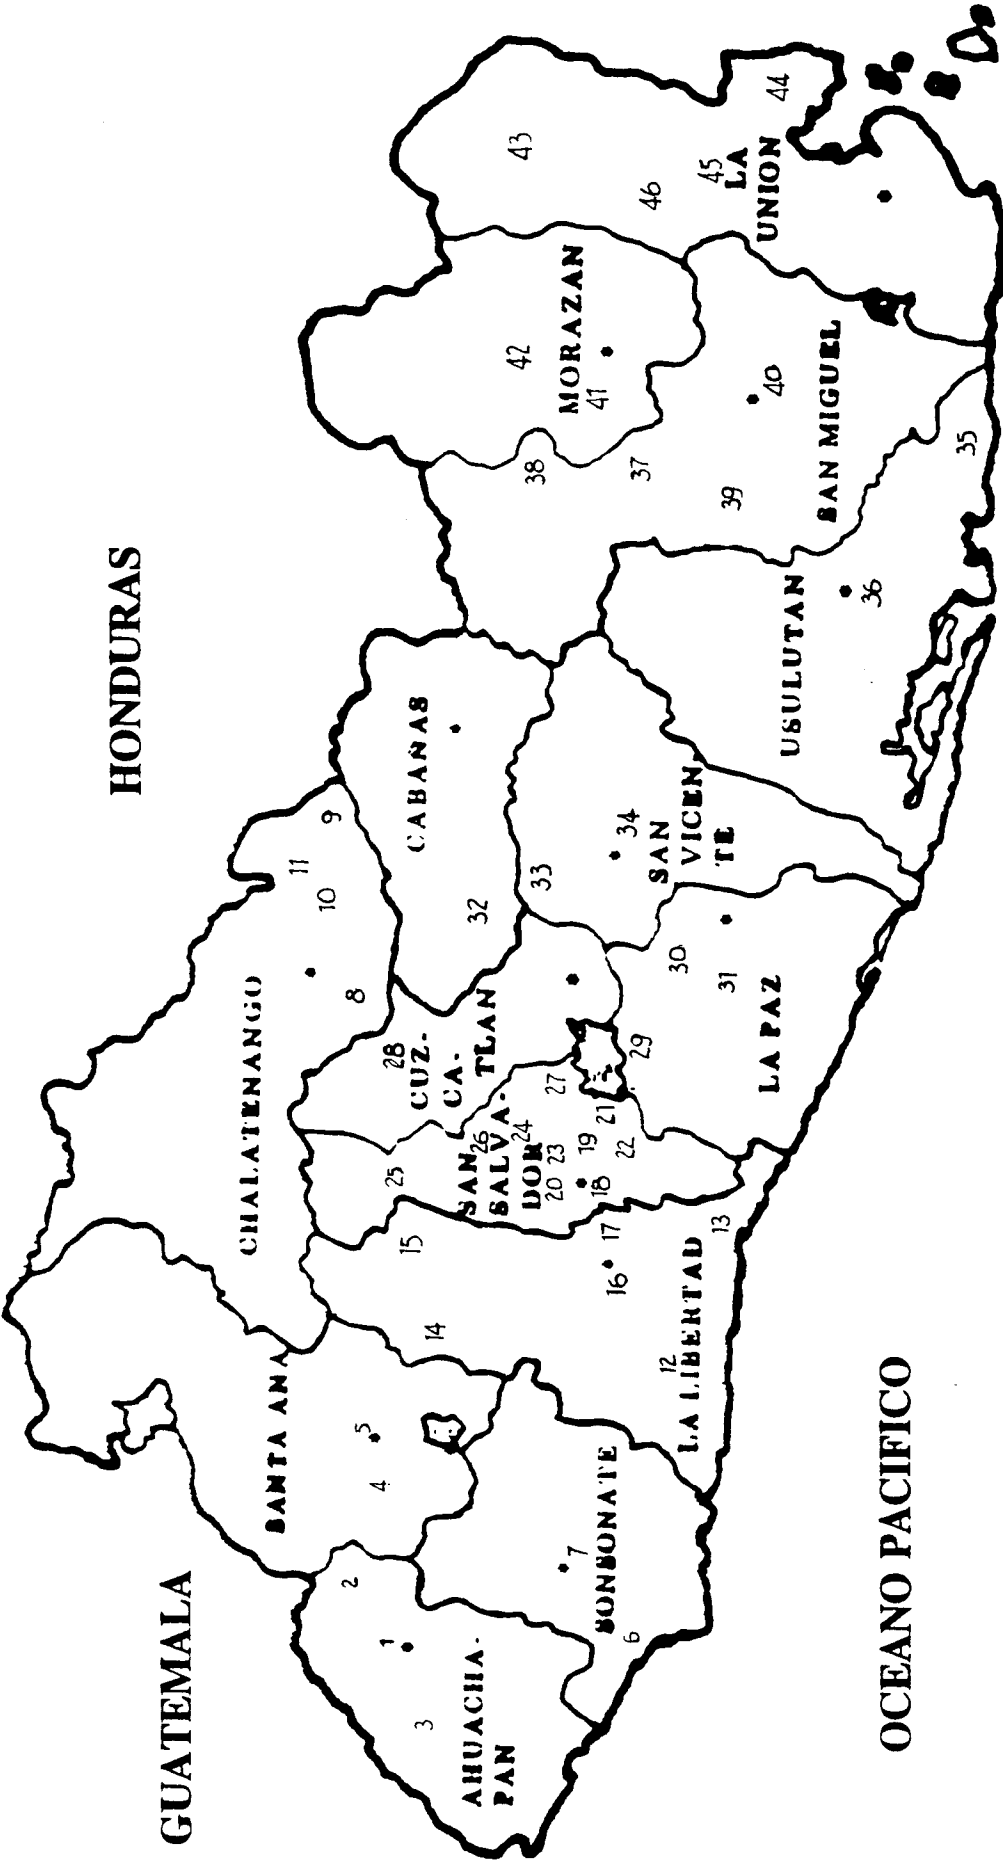 HONDURAS
GUATEMALA
OCEANO PACIFICO
CHALATENANGO
8
10
11
9
SANTA ANA
2
4
5
AHUACHA-
PAN
1
3
SONSONATE
7
6
LA LIBERTAD
14
15
16
17
12
13
SAN
SALVA-
DOR
25
26
24
20
23
18
19
22
21
27
CUZ-
CA-
TLAN
28
CABAÑAS
32
LA PAZ
29
30
31
SAN
VICEN
TE
33
34
USULUTAN
36
35
SAN MIGUEL
38
37
39
40
MORAZAN
42
41
LA
UNION
43
46
45
44